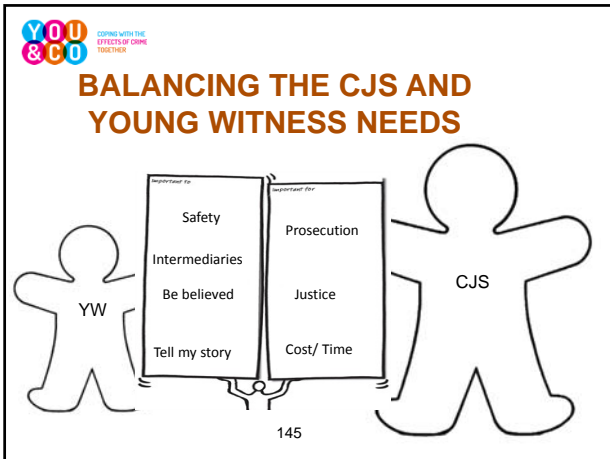 YOU
&CO
COPING WITH THE
EFFECTS OF CRIME
TOGETHER
BALANCING THE CJS AND
YOUNG WITNESS NEEDS
important to
Safety
Intermediaries
Be believed
Tell my story
important for
Prosecution
Justice
Cost/ Time
YW
CJS
145